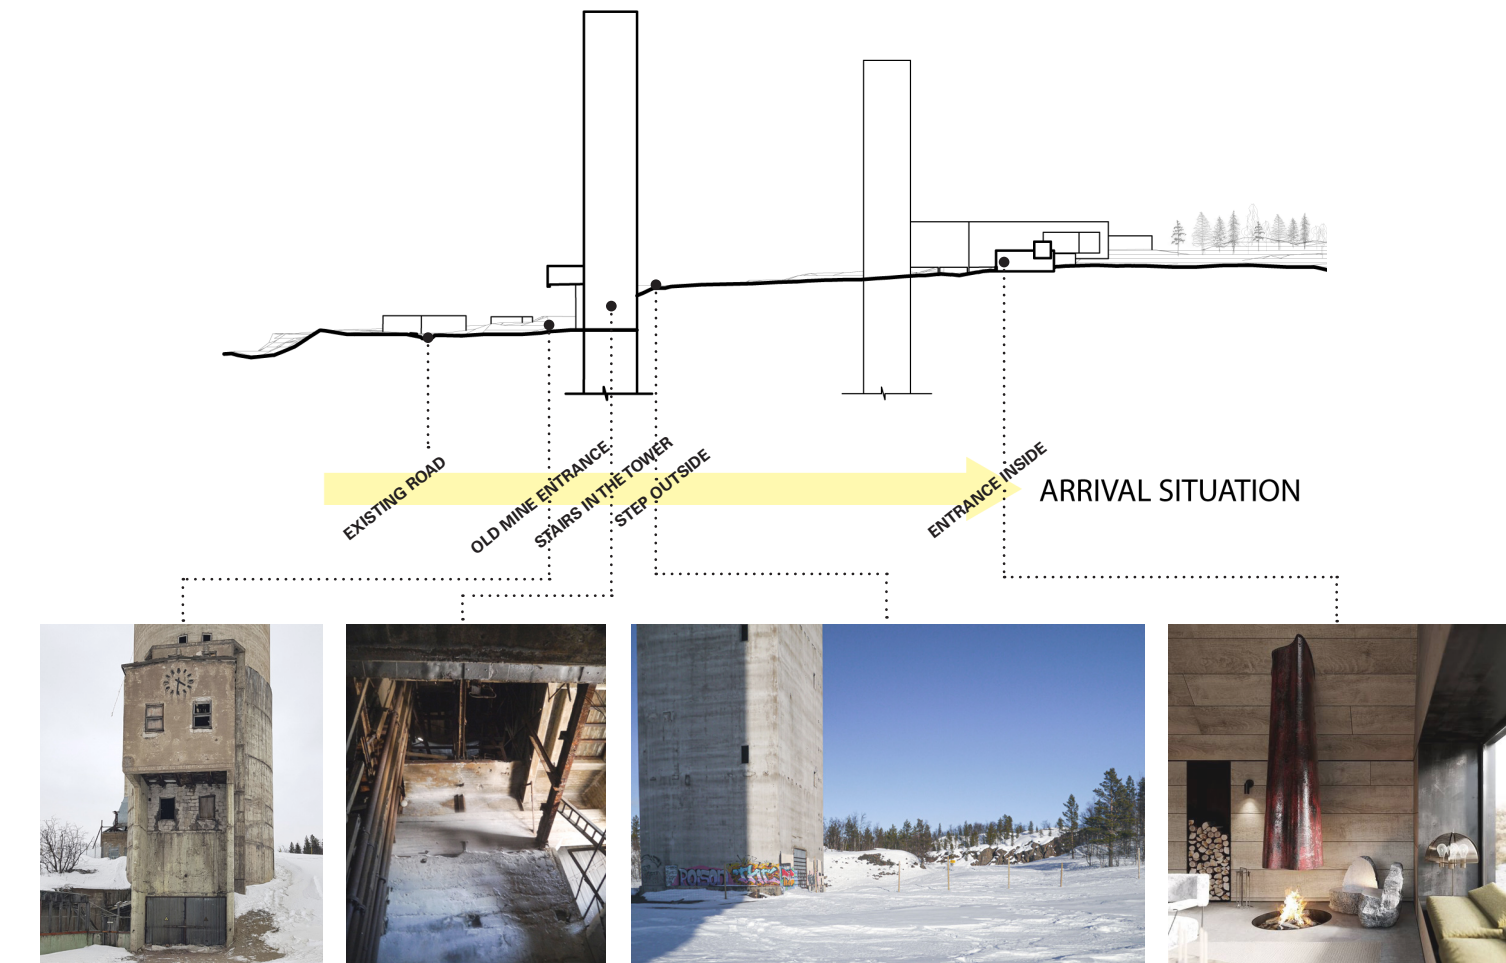 EXISTING ROAD
OLD MINE ENTRANCE
STAIRS IN THE TOWER
STEP OUTSIDE
ENTRANCE INSIDE
ARRIVAL SITUATION
POISON